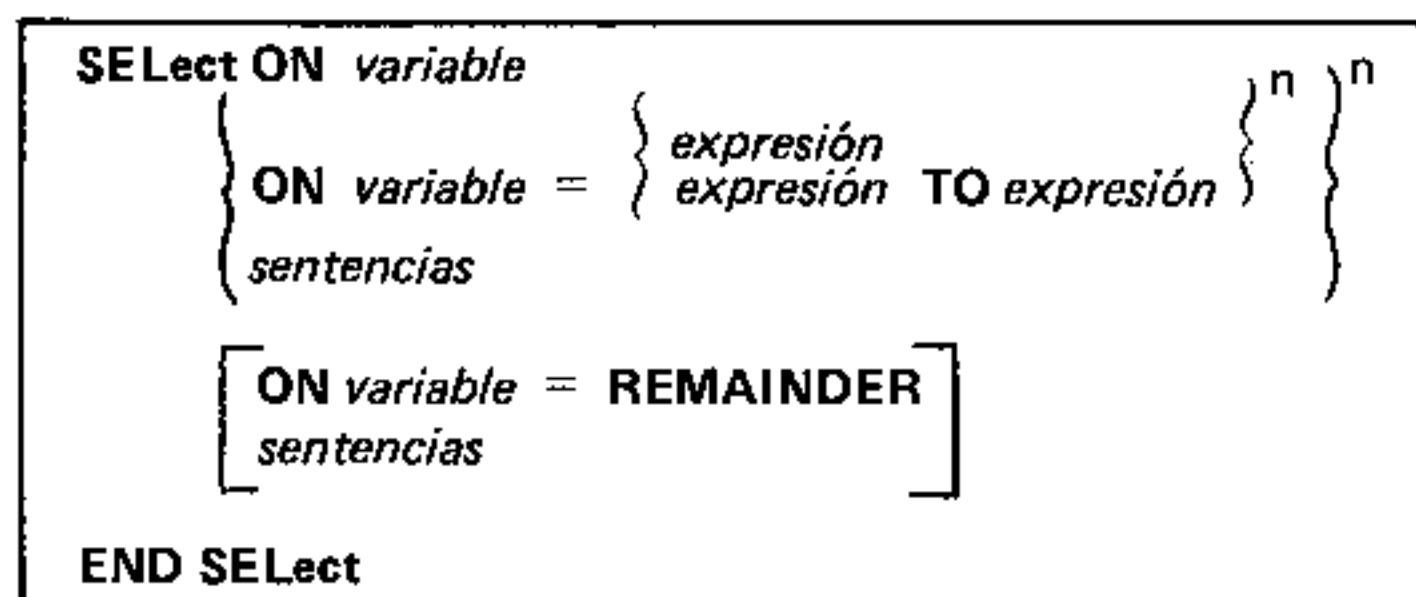 SELect ON variable
n n
expresión
ON variable = expresión TO expresión
sentencias
ON variable = REMAINDER
sentencias
END SELect